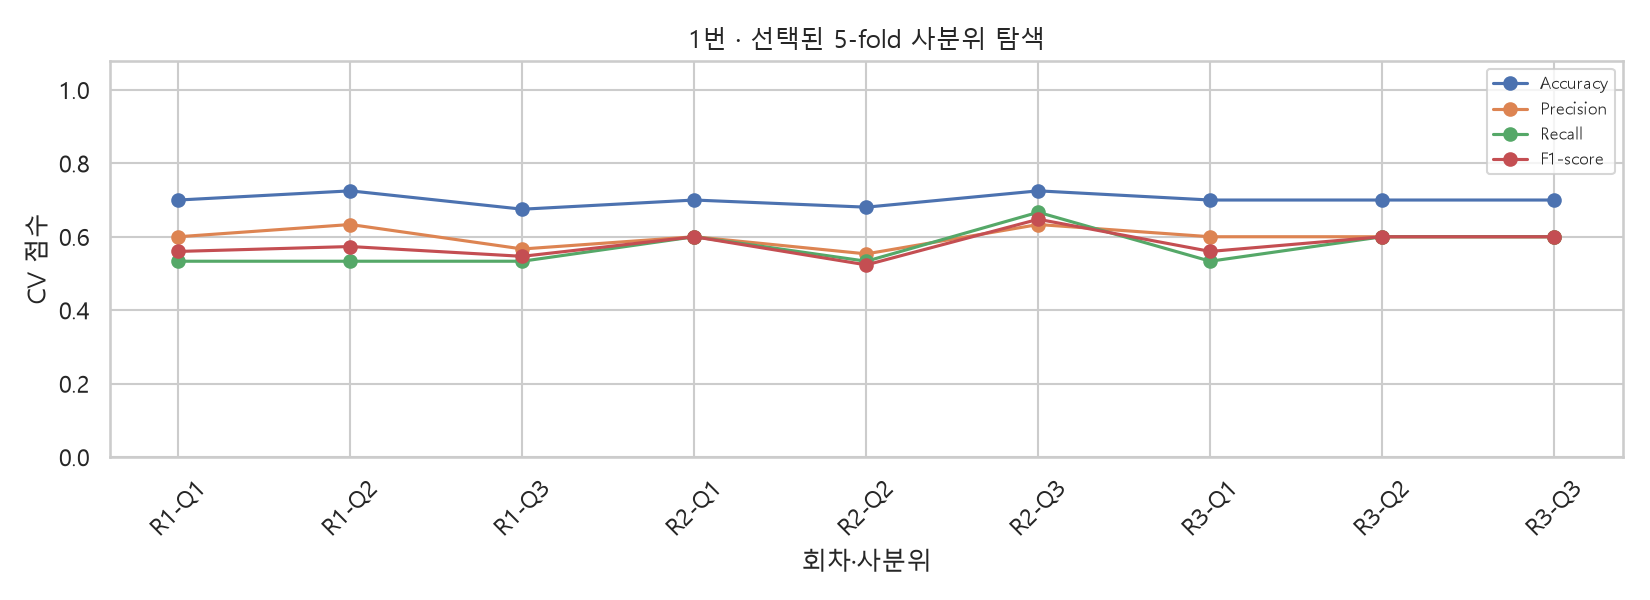 1번 · 선택된 5-fold 사분위 탐색
Accuracy
Precision
Recall
F1-score
CV 점수
1.0
0.8
0.6
0.4
0.2
0.0
R1-Q1
R1-Q2
R1-Q3
R2-Q1
R2-Q2
R2-Q3
R3-Q1
R3-Q2
R3-Q3
회차·사분위